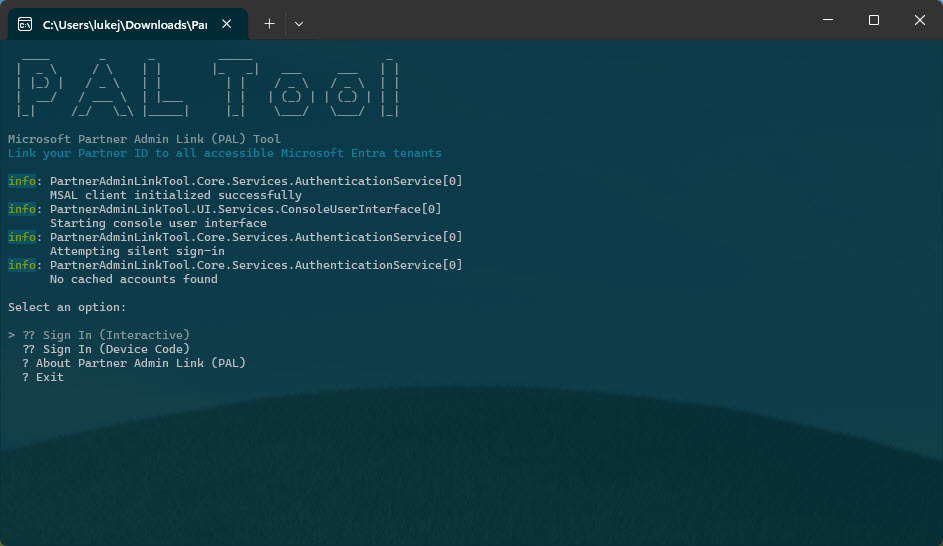 C:\Users\lukej\Downloads\Par
PAL Tool
Microsoft Partner Admin Link (PAL) Tool
Link your Partner ID to all accessible Microsoft Entra tenants
info: PartnerAdminLinkTool.Core.Services.AuthenticationService[0]
MSAL client initialized successfully
info: PartnerAdminLinkTool.UI.Services.ConsoleUserInterface[0]
Starting console user interface
info: PartnerAdminLinkTool.Core.Services.AuthenticationService[0]
Attempting silent sign-in
info: PartnerAdminLinkTool.Core.Services.AuthenticationService[0]
No cached accounts found
Select an option:
> ?? Sign In (Interactive)
?? Sign In (Device Code)
? About Partner Admin Link (PAL)
? Exit